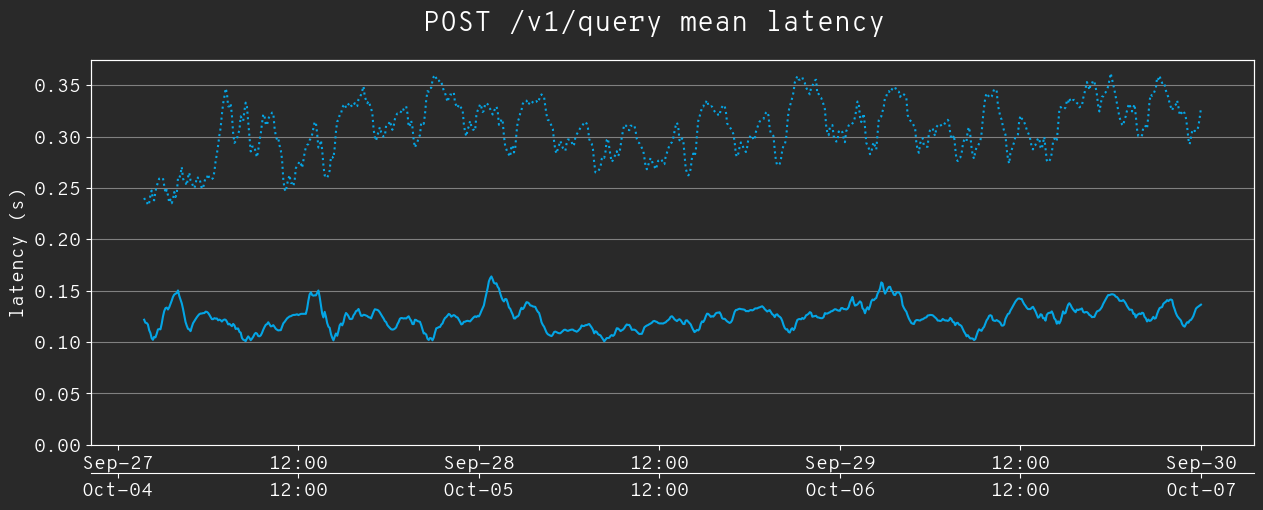 POST /v1/query mean latency
latency (s)
0.35
0.30
0.25
0.20
0.15
0.10
0.05
0.00
Sep-27 12:00 Sep-28 12:00 Sep-29 12:00 Sep-30
Oct-04 12:00 Oct-05 12:00 Oct-06 12:00 Oct-07